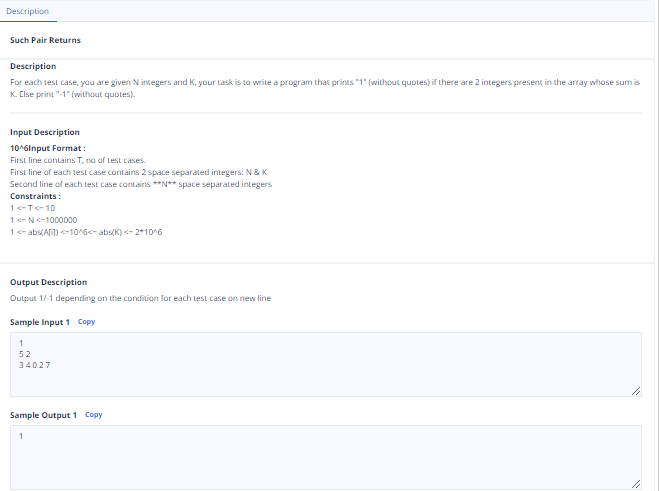 Description
Such Pair Returns
Description
For each test case, you are given N integers and K, your task is to write a program that prints "1" (without quotes) if there are 2 integers present in the array whose sum is
K. Else print "-1" (without quotes).
Input Description
10^6Input Format :
First line contains T, no of test cases.
First line of each test case contains 2 space separated integers: N & K
Second line of each test case contains **N** space separated integers
Constraints :
1 <= T <= 10
1 <= N <=1000000
1 <= abs(A[i]) <=10^6<= abs(K) <= 2*10^6
Output Description
Output 1/-1 depending on the condition for each test case on new line
Sample Input 1 Copy
1
5 2
3 4 0 2 7
Sample Output 1 Copy
1